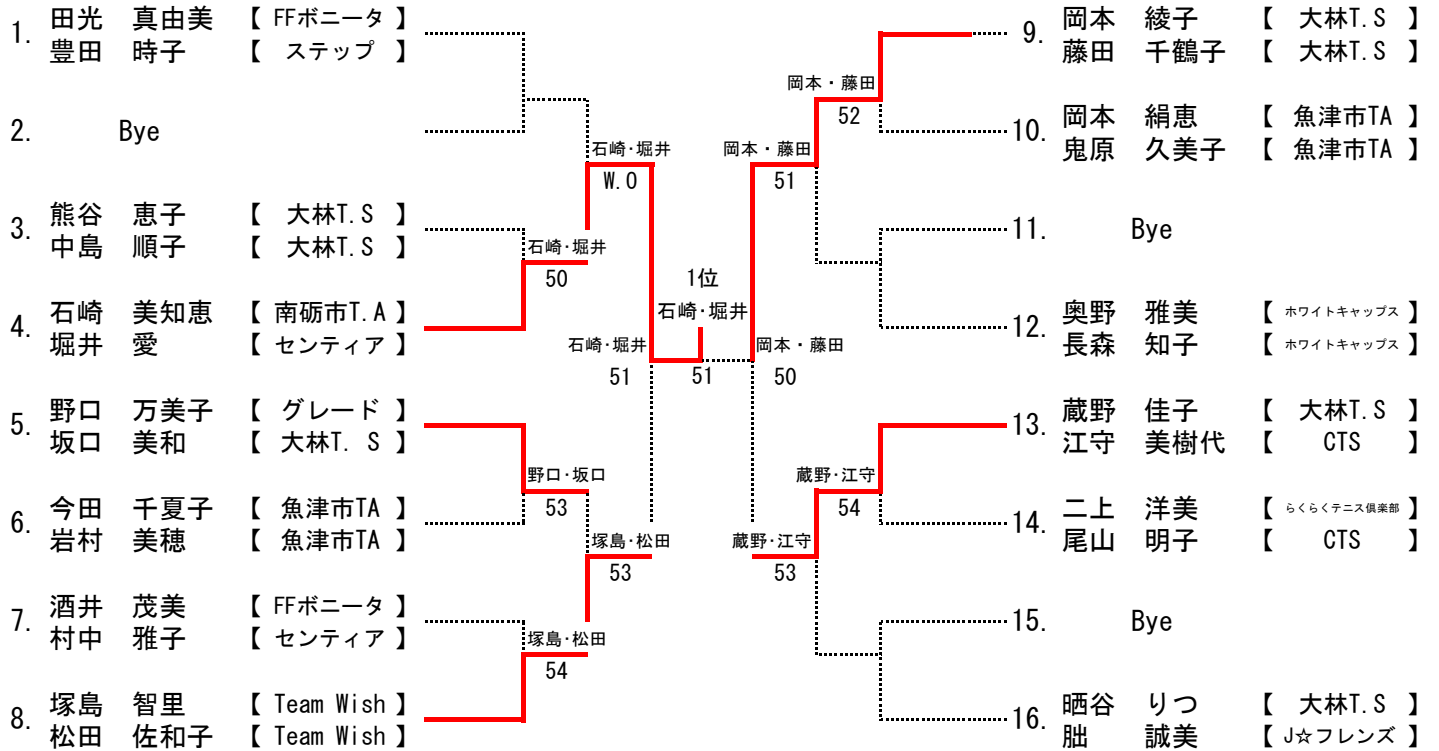 1. 田光 真由美 【 FFボニータ 】
豊田 時子 【 ステップ 】
2. Bye
3. 熊谷 恵子 【 大林T.S 】
中島 順子 【 大林T.S 】
4. 石崎 美知恵 【 南砺市T.A 】
堀井 愛 【 センティア 】
5. 野口 万美子 【 グレード 】
坂口 美和 【 大林T. S 】
6. 今田 千夏子 【 魚津市TA 】
岩村 美穂 【 魚津市TA 】
7. 酒井 茂美 【 FFボニータ 】
村中 雅子 【 センティア 】
8. 塚島 智里 【 Team Wish 】
松田 佐和子 【 Team Wish 】
石崎・堀井
50
野口・坂口
53
塚島・松田
54
石崎・堀井
W.O
塚島・松田
53
石崎・堀井
51
1位
石崎・堀井
51
岡本・藤田
50
岡本・藤田
51
蔵野・江守
53
岡本・藤田
52
蔵野・江守
54
9. 岡本 綾子 【 大林T.S 】
藤田 千鶴子 【 大林T.S 】
10. 岡本 絹恵 【 魚津市TA 】
鬼原 久美子 【 魚津市TA 】
11. Bye
12. 奥野 雅美 【 ホワイトキャップス 】
長森 知子 【 ホワイトキャップス 】
13. 蔵野 佳子 【 大林T.S 】
江守 美樹代 【 CTS 】
14. 二上 洋美 【 らくらくテニス倶楽部 】
尾山 明子 【 CTS 】
15. Bye
16. 晒谷 りつ 【 大林T.S 】
朏 誠美 【 J☆フレンズ 】